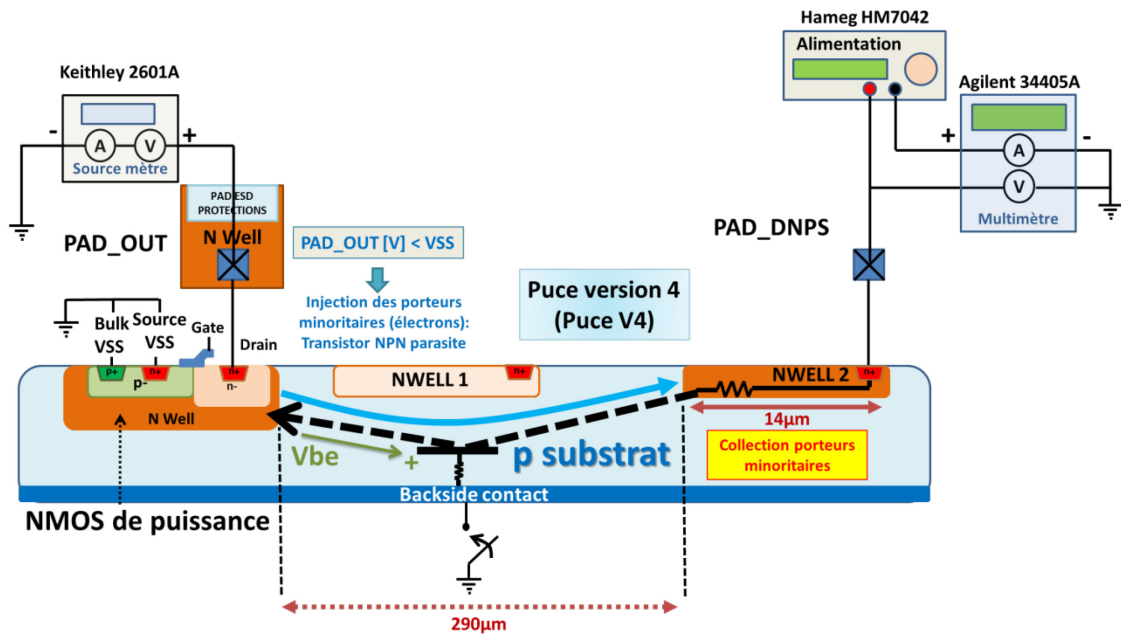 Hameg HM7042
Alimentation
Keithley 2601A
Agilent 34405A
- +
A V
Source mètre
+ -
A
V
Multimètre
PAD ESD
PROTECTIONS
N Well
PAD_OUT
PAD_DNPS
PAD_OUT [V] < VSS
Injection des porteurs
minoritaires (électrons):
Transistor NPN parasite
Puce version 4
(Puce V4)
Bulk
VSS
Source
VSS
Gate
Drain
p+
n+
n+
n+
n+
p-
n-
N Well
NWELL 1
NWELL 2
14µm
Vbe
+
p substrat
Collection porteurs
minoritaires
Backside contact
NMOS de puissance
290µm